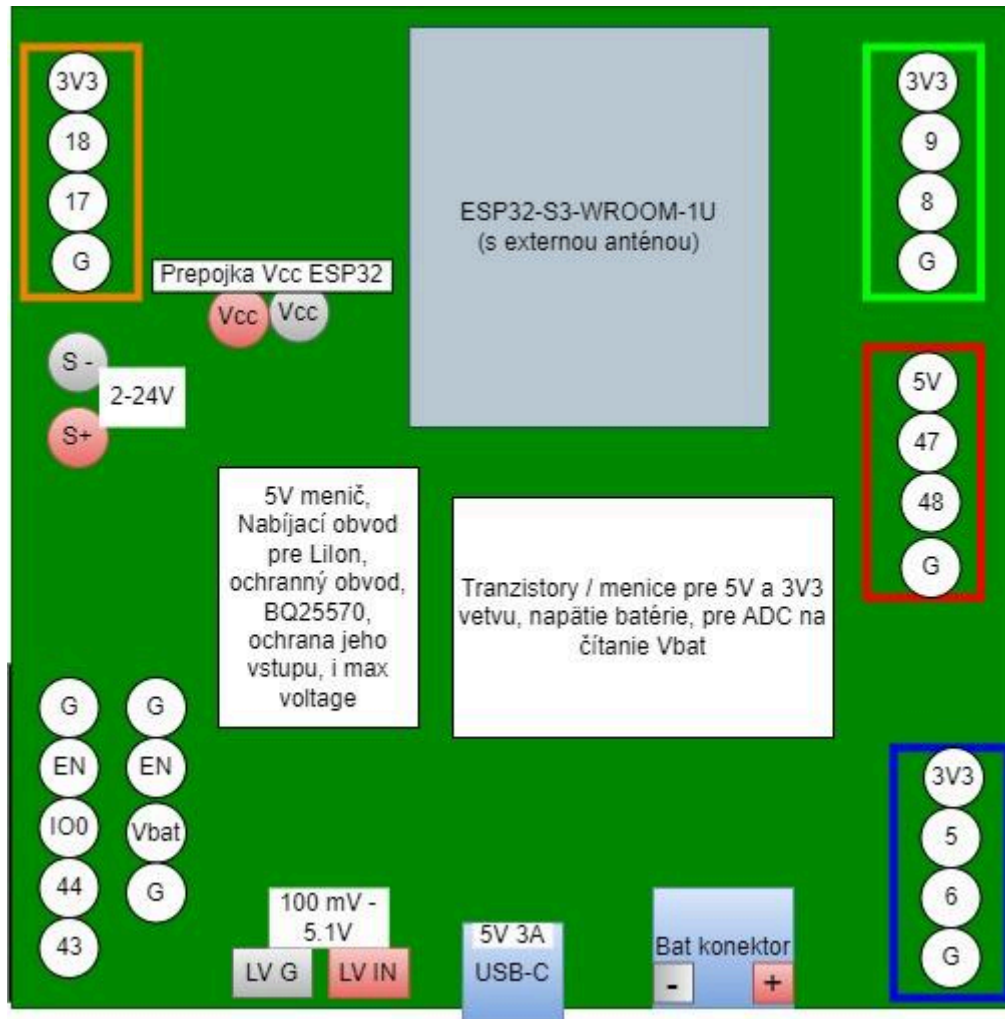 3V3
18
17
G
ESP32-S3-WROOM-1U
(s externou anténou)
3V3
9
8
G
Prepojka Vcc ESP32
Vcc
Vcc
S -
S+
2-24V
5V
47
48
G
5V menič,
Nabíjací obvod
pre LiIon,
ochranný obvod,
BQ25570,
ochrana jeho
vstupu, i max
voltage
Tranzistory / menice pre 5V a 3V3
vetvu, napätie batérie, pre ADC na
čítanie Vbat
G
EN
IO0
44
43
G
EN
Vbat
G
100 mV -
5.1V
LV G
LV IN
5V 3A
USB-C
Bat konektor
-
+
3V3
5
6
G